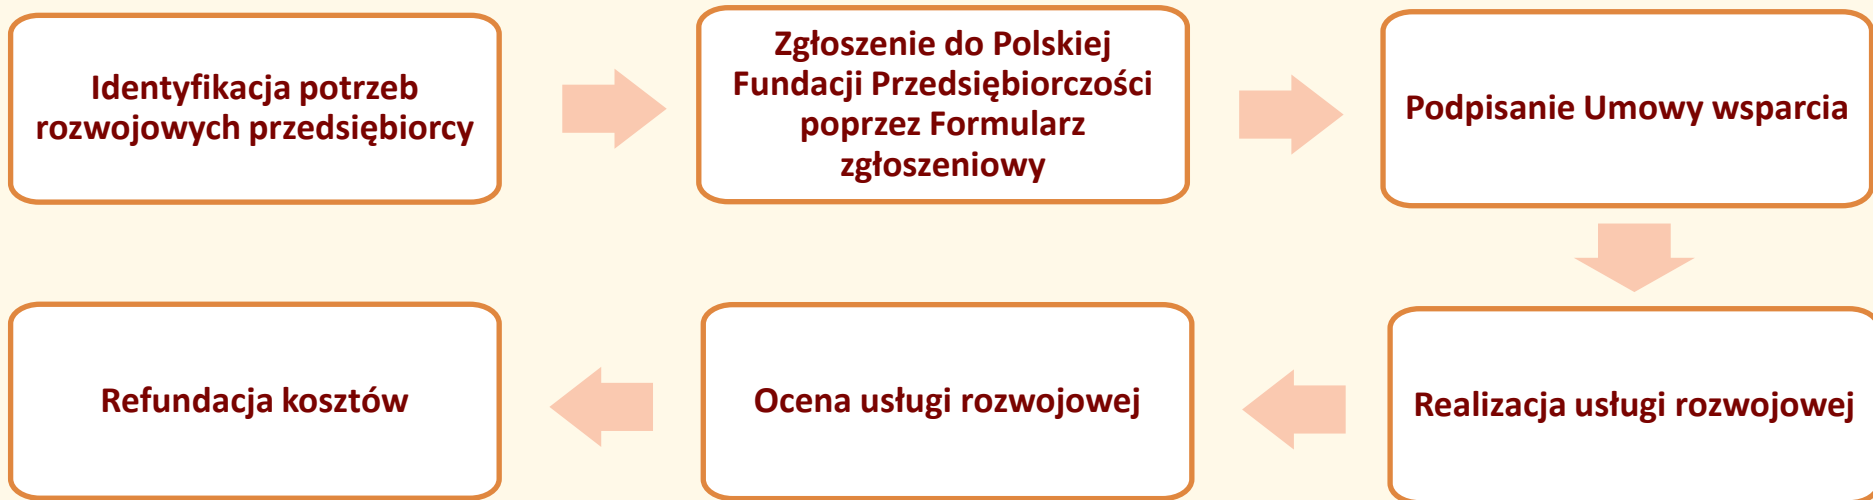 Identyfikacja potrzeb
rozwojowych przedsiębiorcy
Zgłoszenie do Polskiej
Fundacji Przedsiębiorczości
poprzez Formularz
zgłoszeniowy
Podpisanie Umowy wsparcia
Realizacja usługi rozwojowej
Ocena usługi rozwojowej
Refundacja kosztów